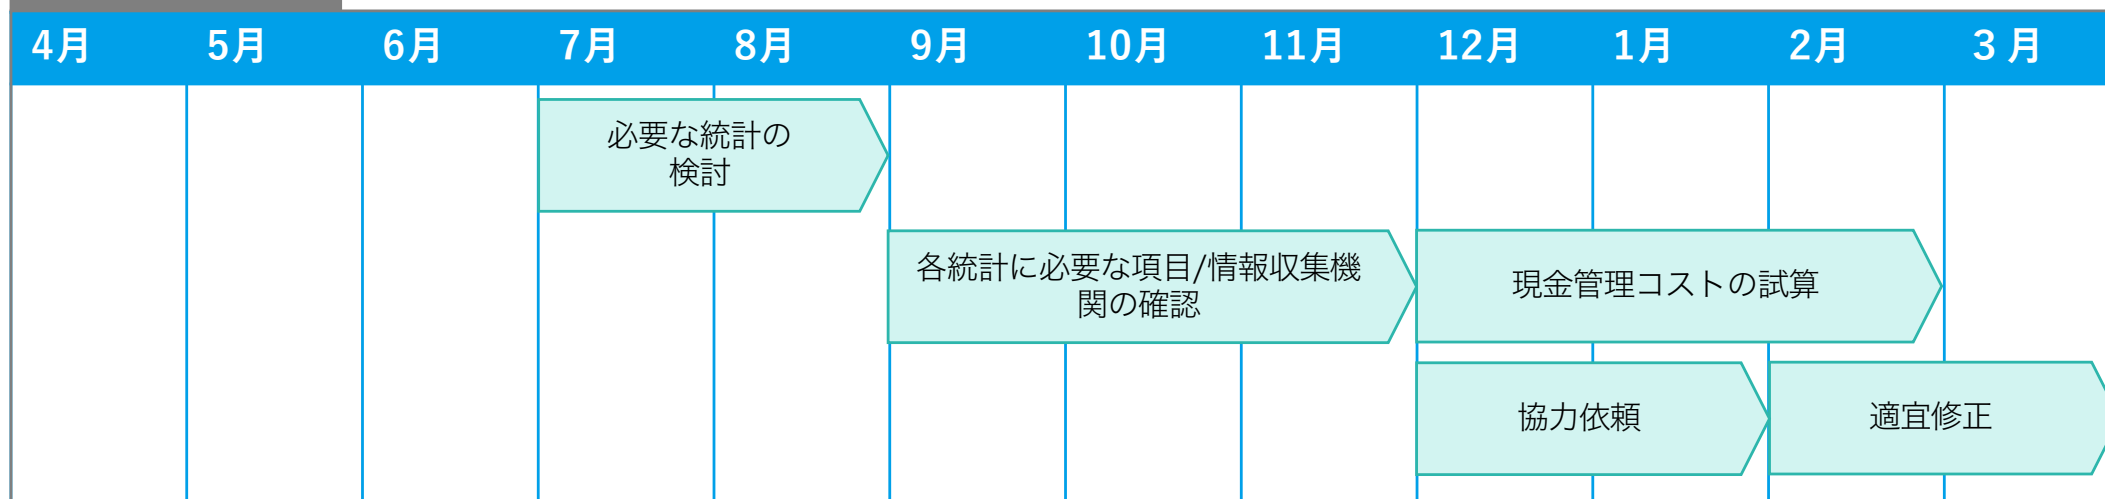 4月 5月 6月 7月 8月 9月 10月 11月 12月 1月 2月 3月
必要な統計の
検討
各統計に必要な項目/情報収集機
関の確認
現金管理コストの試算
協力依頼
適宜修正